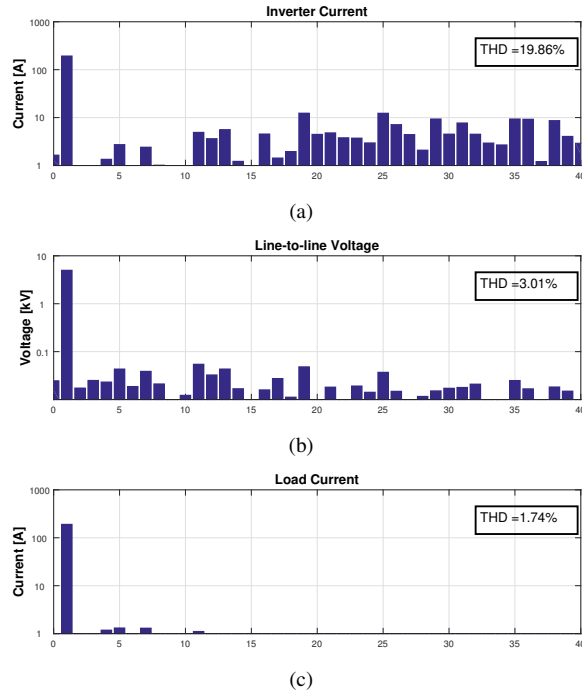 Inverter Current
THD =19.86%
Current [A]
1000
100
10
1
0 5 10 15 20 25 30 35 40
(a)
Line-to-line Voltage
THD =3.01%
Voltage [kV]
10
1
0.1
0 5 10 15 20 25 30 35 40
(b)
Load Current
THD =1.74%
Current [A]
1000
100
10
1
0 5 10 15 20 25 30 35 40
(c)